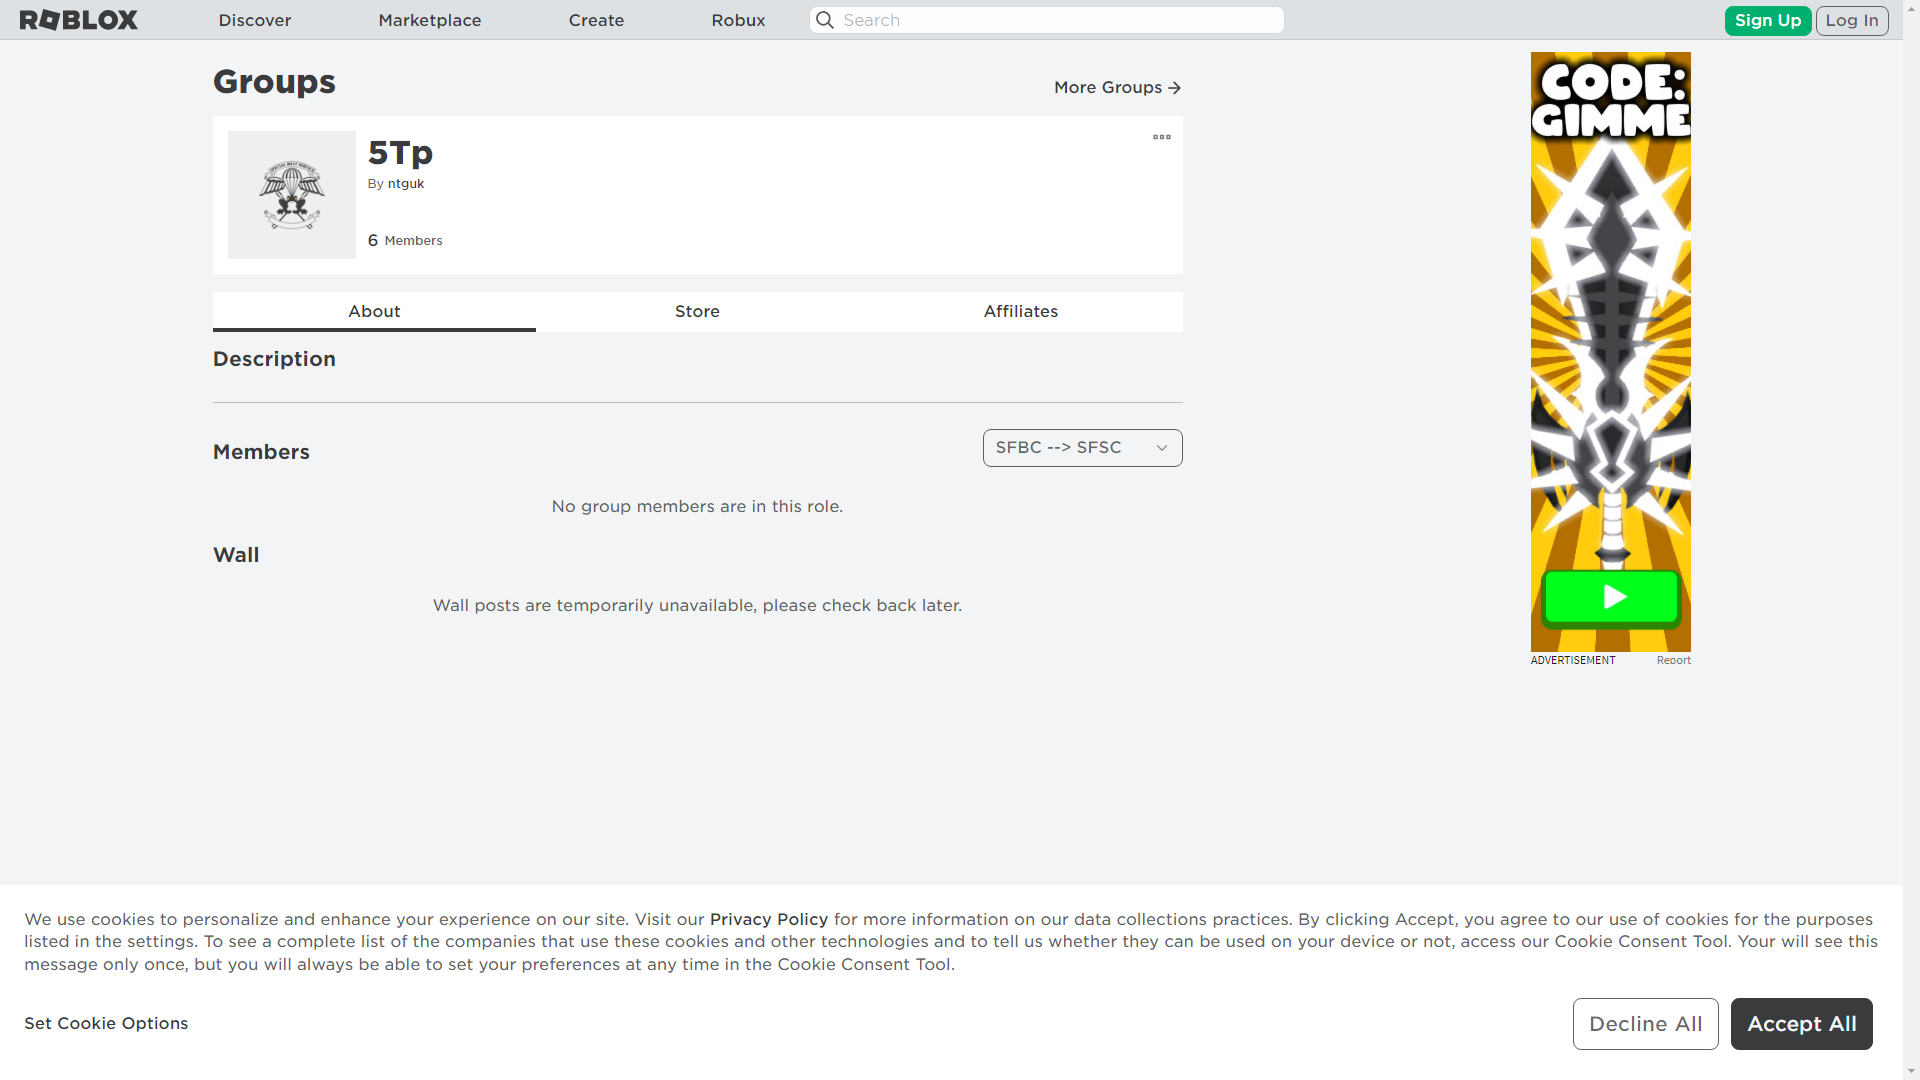 ROBLOX
Discover
Marketplace
Create
Robux
Search
Sign Up
Log In
Groups
More Groups
5Tp
By ntguk
6 Members
About
Store
Affiliates
Description
Members
SFBC --> SFSC
No group members are in this role.
Wall
Wall posts are temporarily unavailable, please check back later.
CODE:
GIMME
ADVERTISEMENT
Report
We use cookies to personalize and enhance your experience on our site. Visit our Privacy Policy for more information on our data collections practices. By clicking Accept, you agree to our use of cookies for the purposes
listed in the settings. To see a complete list of the companies that use these cookies and other technologies and to tell us whether they can be used on your device or not, access our Cookie Consent Tool. Your will see this
message only once, but you will always be able to set your preferences at any time in the Cookie Consent Tool.
Set Cookie Options
Decline All
Accept All